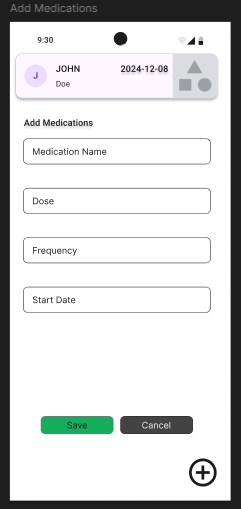 Add Medications
9:30
J
JOHN
2024-12-08
Doe
Add Medications
Medication Name
Dose
Frequency
Start Date
Save
Cancel